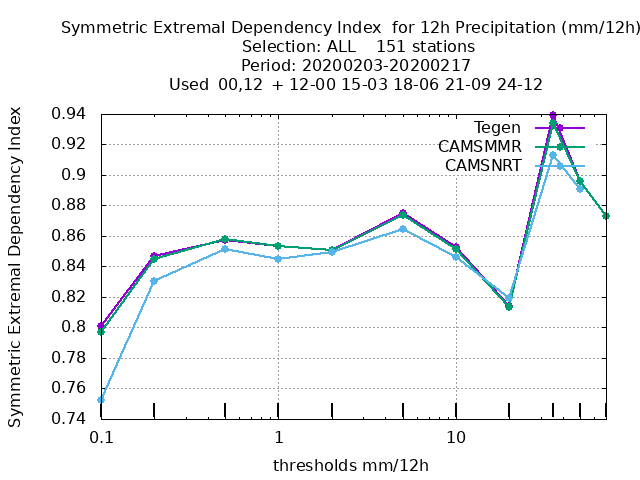 Symmetric Extremal Dependency Index  for 12h Precipitation (mm/12h)
Selection: ALL    151 stations
Period: 20200203-20200217
Used  00,12  + 12-00 15-03 18-06 21-09 24-12
Symmetric Extremal Dependency Index
0.94
0.92
0.9
0.88
0.86
0.84
0.82
0.8
0.78
0.76
0.74
Tegen
CAMSMMR
CAMSNRT
0.1 1 10
thresholds mm/12h